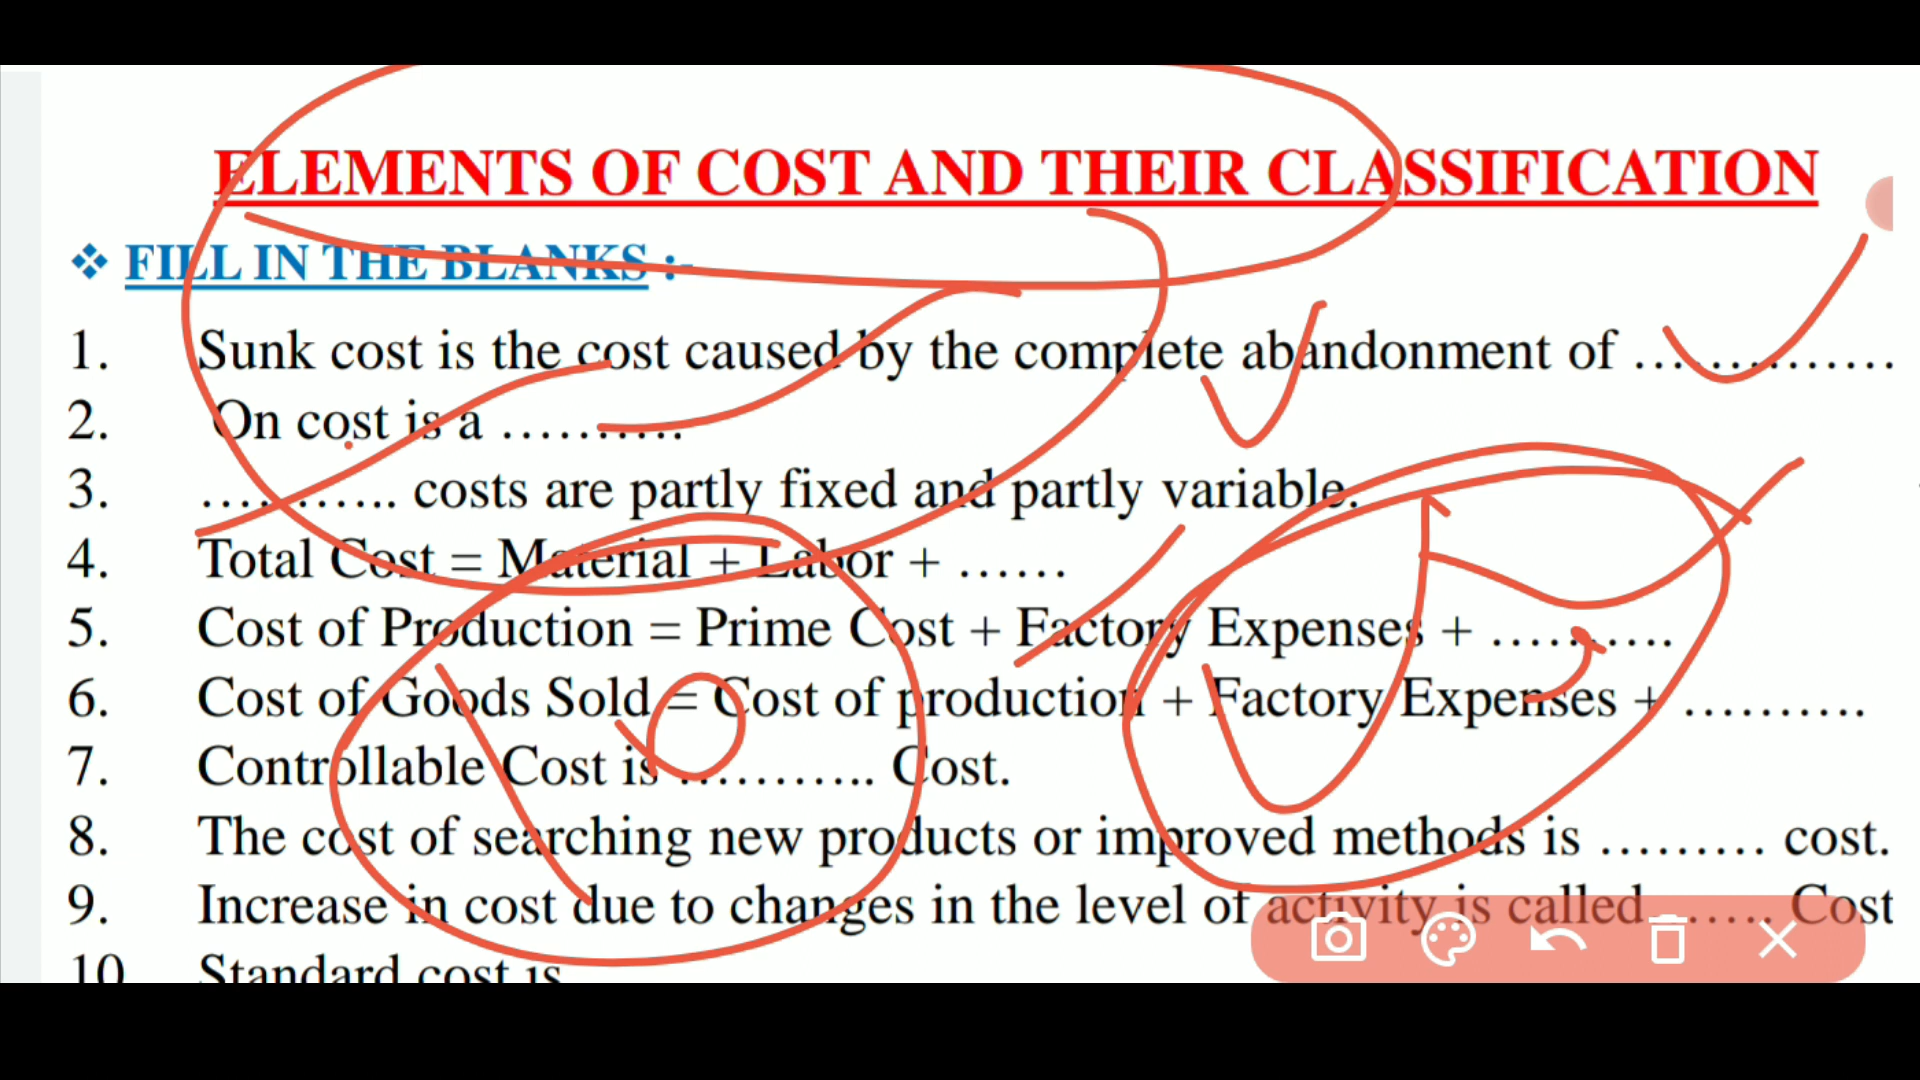 ELEMENTS OF COST AND THEIR CLASSIFICATION
❖ FILL IN THE BLANKS :-
1. Sunk cost is the cost caused by the complete abandonment of ..............
2. On cost is a ..........
3. ........... costs are partly fixed and partly variable.
4. Total Cost = Material + Labor + ......
5. Cost of Production = Prime Cost + Factory Expenses + ..........
6. Cost of Goods Sold = Cost of production + Factory Expenses + ..........
7. Controllable Cost is ........... Cost.
8. The cost of searching new products or improved methods is ......... cost.
9. Increase in cost due to changes in the level of activity is called ...... Cost
10 Standard cost is